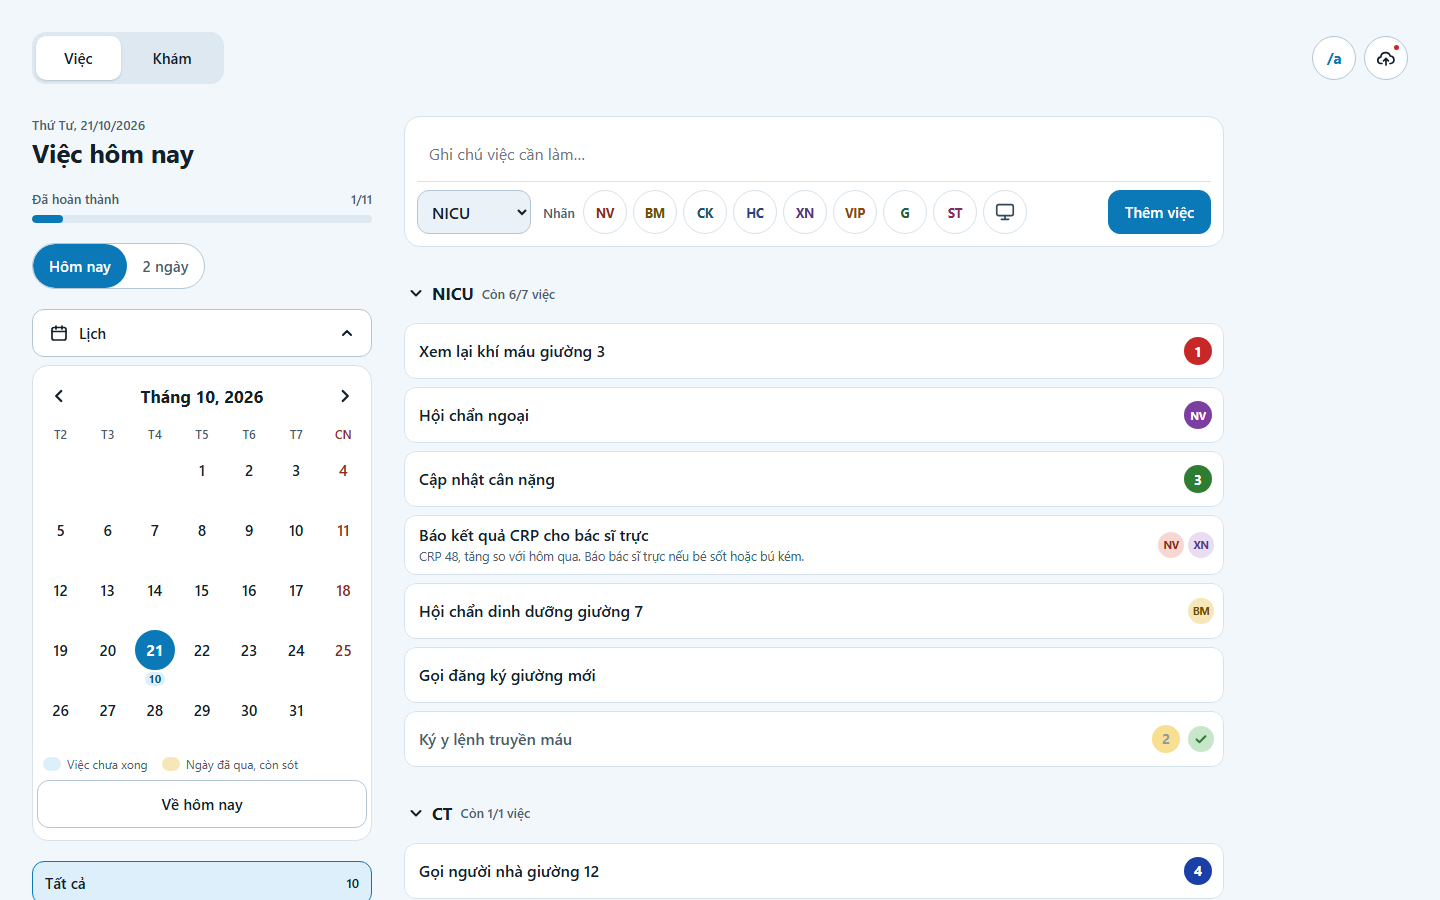 Việc Khám
/a
Thứ Tư, 21/10/2026
Việc hôm nay
Đã hoàn thành 1/11
Hôm nay 2 ngày
Lịch
Tháng 10, 2026
T2 T3 T4 T5 T6 T7 CN
1 2 3 4
5 6 7 8 9 10 11
12 13 14 15 16 17 18
19 20 21 22 23 24 25
10
26 27 28 29 30 31
Việc chưa xong Ngày đã qua, còn sót
Về hôm nay
Tất cả 10
Ghi chú việc cần làm...
NICU Nhãn NV BM CK HC XN VIP G ST Thêm việc
NICU Còn 6/7 việc
Xem lại khí máu giường 3 1
Hội chẩn ngoại NV
Cập nhật cân nặng 3
Báo kết quả CRP cho bác sĩ trực NV XN
CRP 48, tăng so với hôm qua. Báo bác sĩ trực nếu bé sốt hoặc bú kém.
Hội chẩn dinh dưỡng giường 7 BM
Gọi đăng ký giường mới
Ký y lệnh truyền máu 2
CT Còn 1/1 việc
Gọi người nhà giường 12 4